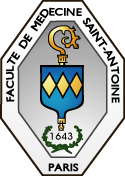 FACULTE DE MEDECINE SAINT-ANTOINE
1643
PARIS